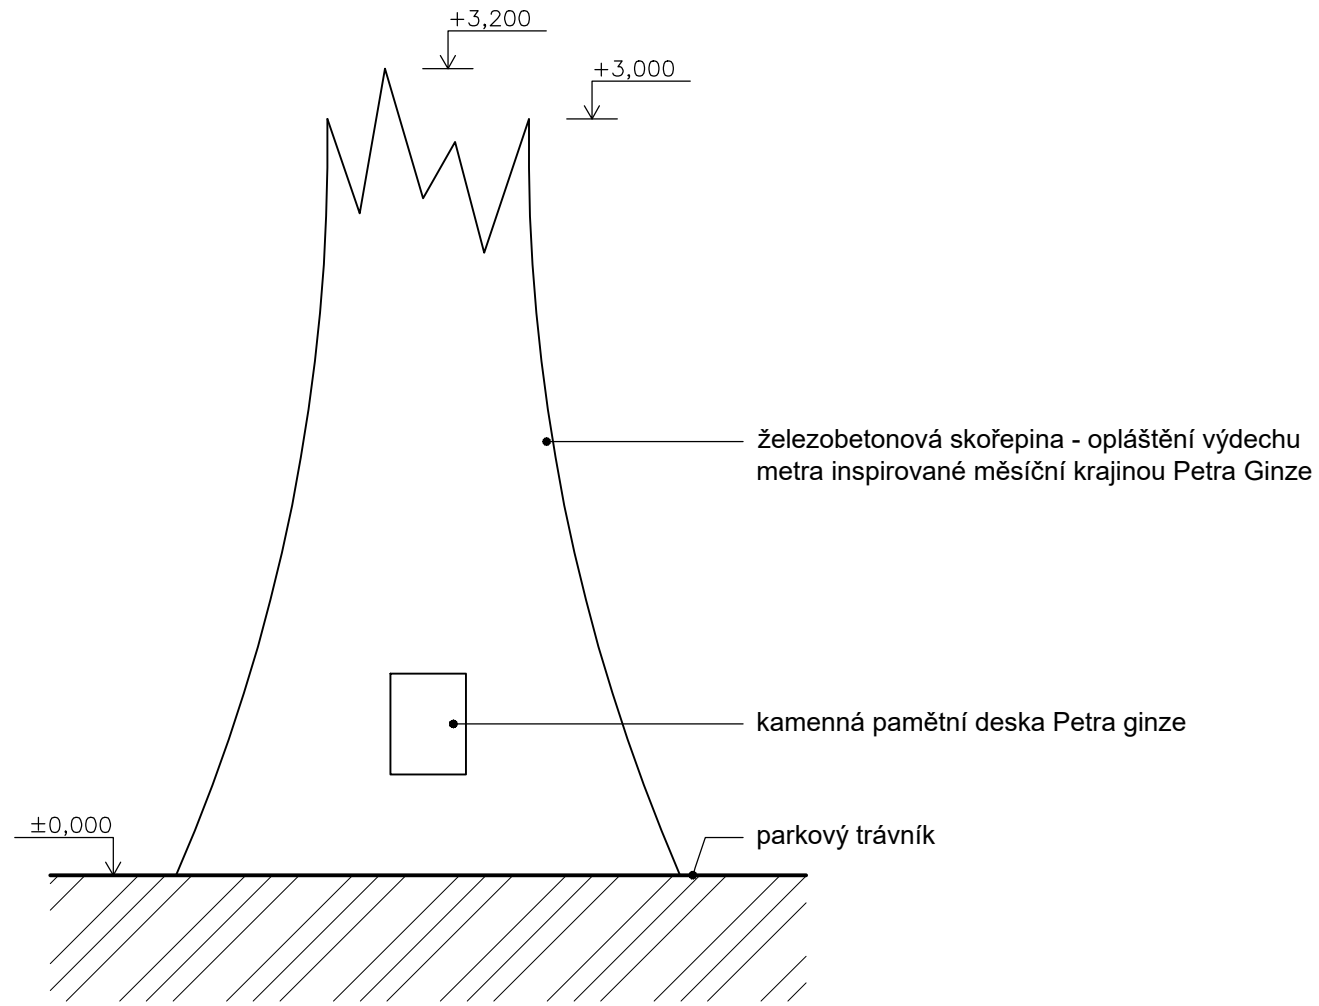 +3,200
+3,000
železobetonová skořepina - opláštění výdechu
metra inspirované měsíční krajinou Petra Ginze
kamenná pamětní deska Petra ginze
±0,000
parkový trávník